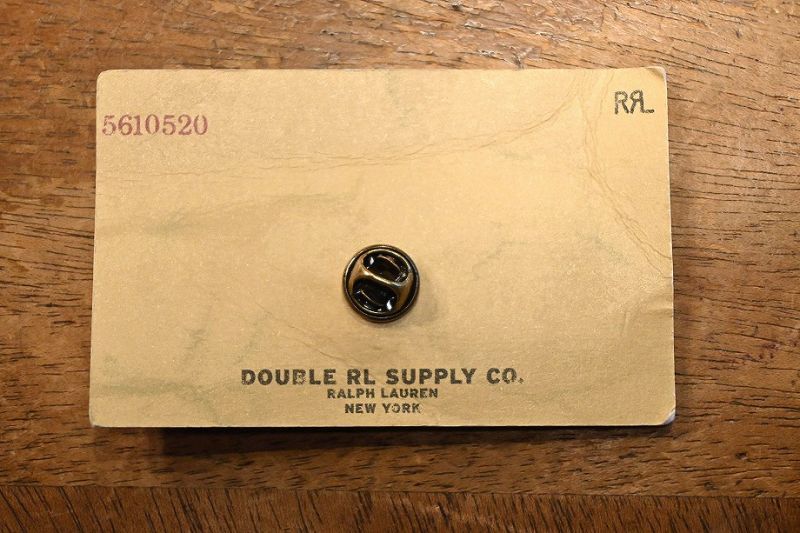 5610520
RRL
DOUBLE RL SUPPLY CO.
RALPH LAUREN
NEW YORK